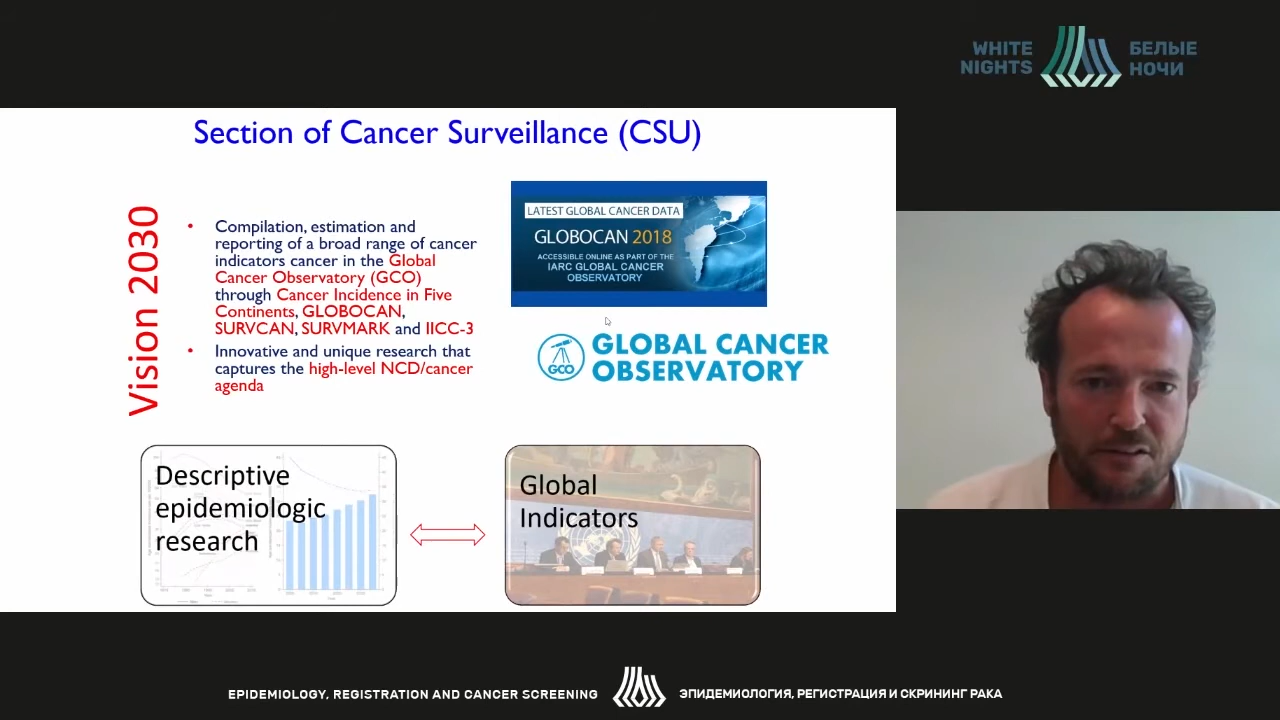 WHITE NIGHTS
БЕЛЫЕ НОЧИ
Section of Cancer Surveillance (CSU)
Vision 2030
• Compilation, estimation and
reporting of a broad range of cancer
indicators cancer in the Global
Cancer Observatory (GCO)
through Cancer Incidence in Five
Continents, GLOBOCAN,
SURVCAN, SURVMARK and IICC-3
• Innovative and unique research that
captures the high-level NCD/cancer
agenda
LATEST GLOBAL CANCER DATA
GLOBOCAN 2018
ACCESSIBLE ONLINE AS PART OF THE
IARC GLOBAL CANCER
OBSERVATORY
GCO
GLOBAL CANCER
OBSERVATORY
Descriptive
epidemiologic
research
Global
Indicators
EPIDEMIOLOGY, REGISTRATION AND CANCER SCREENING
ЭПИДЕМИОЛОГИЯ, РЕГИСТРАЦИЯ И СКРИНИНГ РАКА